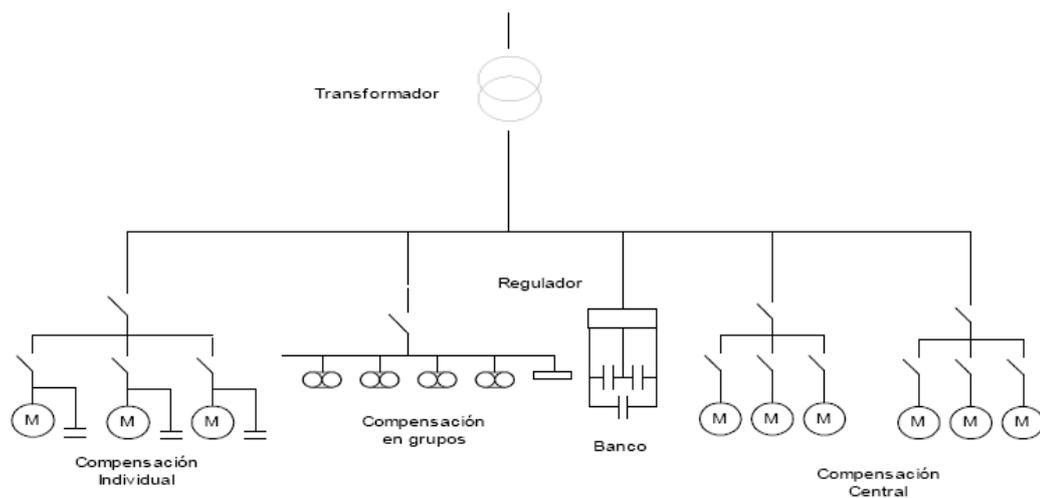 Transformador
Regulador
M
M
M
M
M
M
M
M
M
Compensación
Individual
Compensación
en grupos
Banco
Compensación
Central